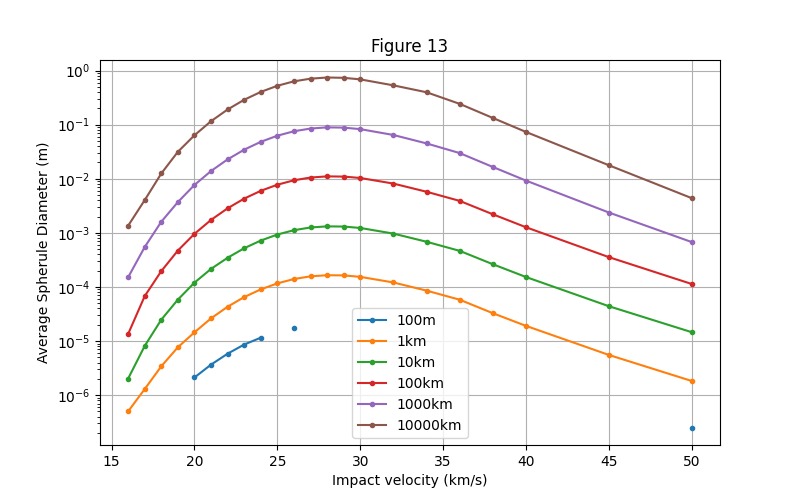 Figure 13
Average Spherule Diameter (m)
10⁰
10⁻¹
10⁻²
10⁻³
10⁻⁴
10⁻⁵
10⁻⁶
100m
1km
10km
100km
1000km
10000km
15 20 25 30 35 40 45 50
Impact velocity (km/s)